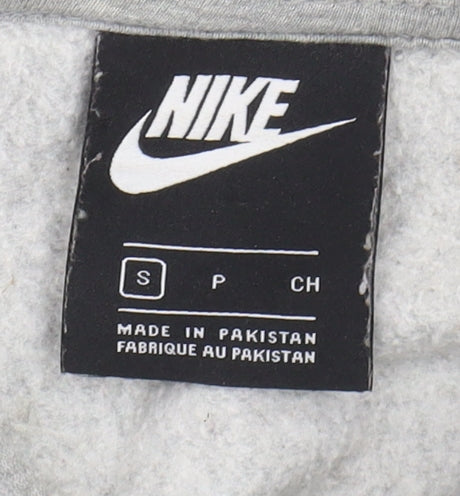 NIKE
S P CH
MADE IN PAKISTAN
FABRIQUE AU PAKISTAN